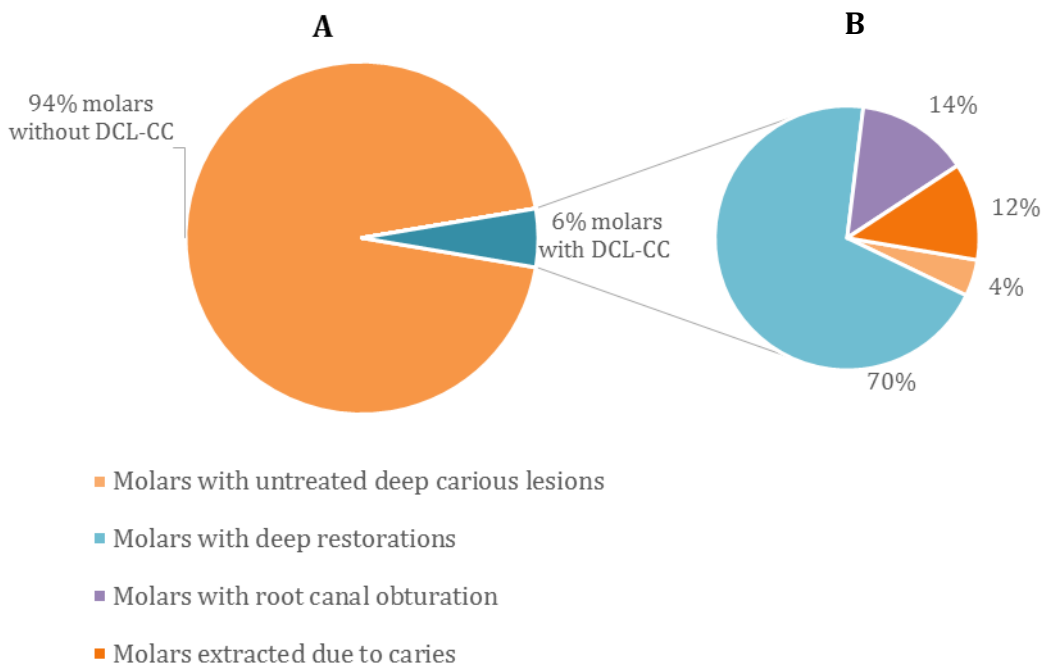 A
B
94% molars
without DCL-CC
6% molars
with DCL-CC
14%
12%
4%
70%
Molars with untreated deep carious lesions
Molars with deep restorations
Molars with root canal obturation
Molars extracted due to caries